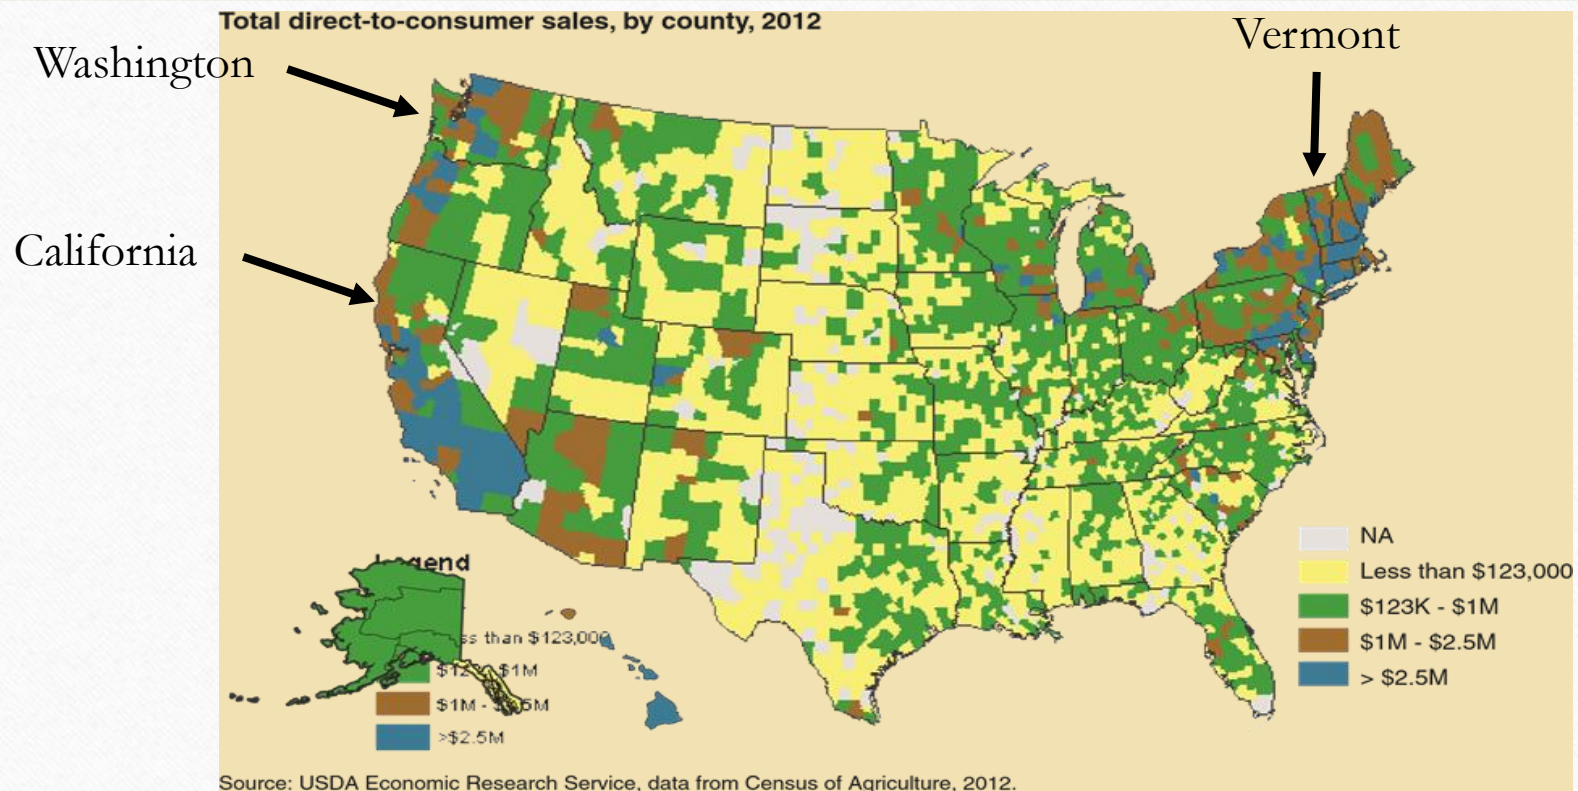 Total direct-to-consumer sales, by county, 2012
Vermont
Washington
California
NA
Less than $123,000
$123K - $1M
$1M - $2.5M
> $2.5M
$1M -
>$2.5M
Source: USDA Economic Research Service, data from Census of Agriculture, 2012.